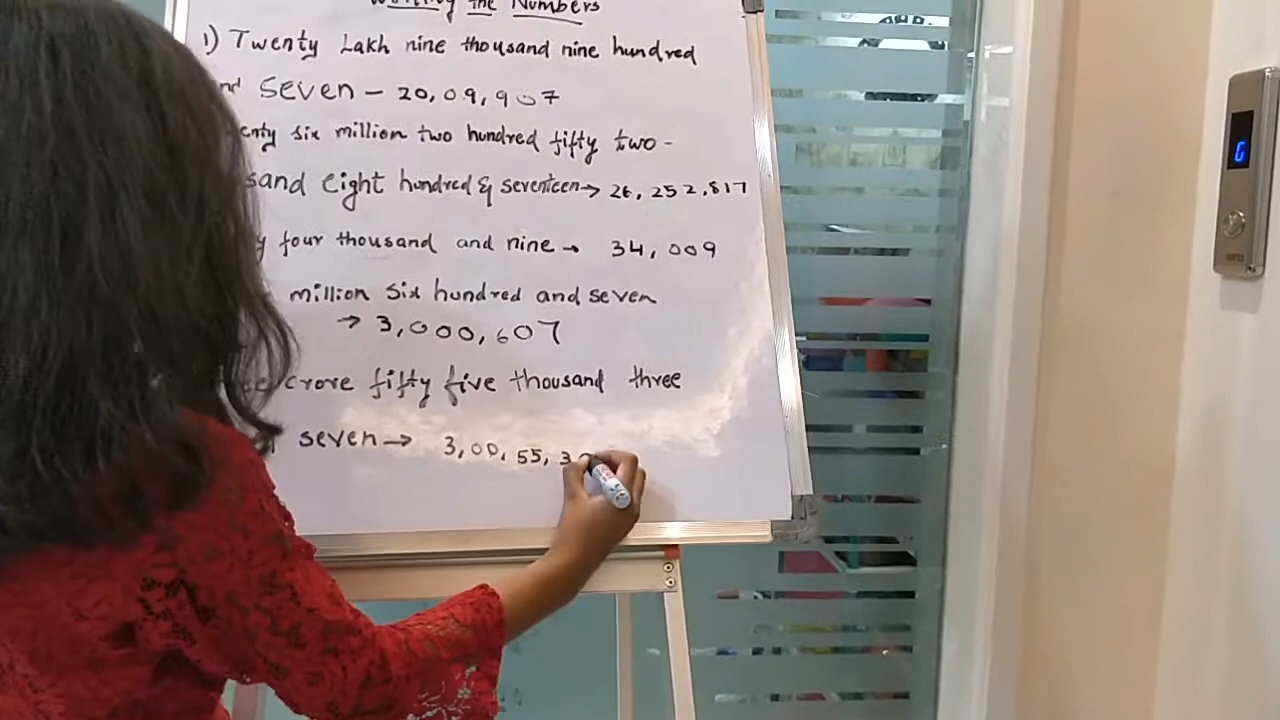 the Numbers
1) Twenty Lakh nine thousand nine hundred
seven - 20,09,907
six million two hundred fifty two -
eight hundred & seventeen → 26,252,817
four thousand and nine → 34,009
million six hundred and seven
→ 3,000,607
crore fifty five thousand three
seven → 3,00,55,3